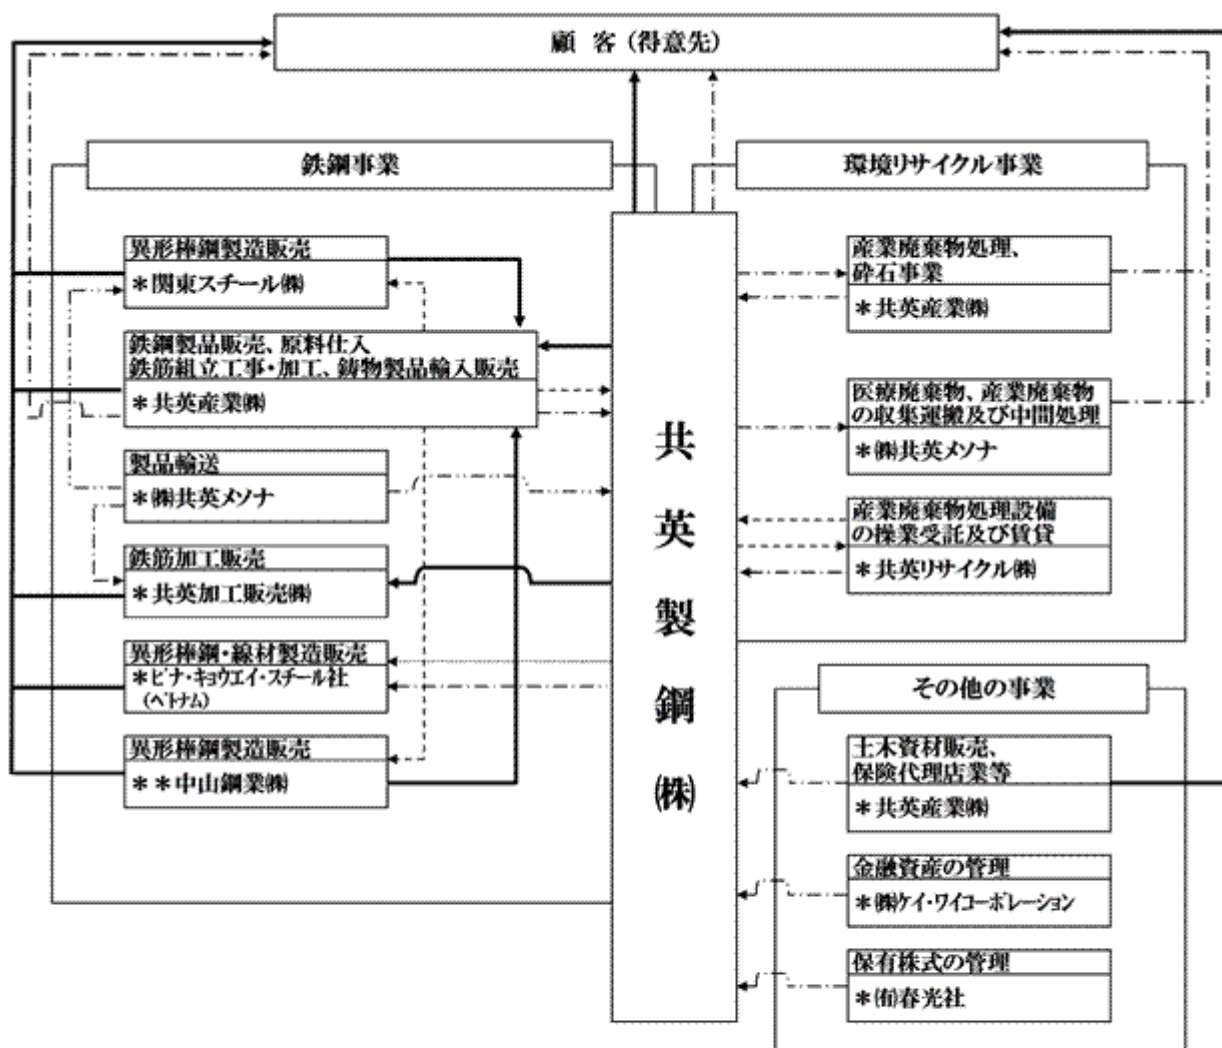 顧 客 (得意先)
鉄鋼事業
環境リサイクル事業
異形棒鋼製造販売
＊関東スチール㈱
鉄鋼製品販売、原料仕入
鉄筋組立工事・加工、鋳物製品輸入販売
＊共英産業㈱
製品輸送
＊㈱共英メソナ
鉄筋加工販売
＊共英加工販売㈱
異形棒鋼・線材製造販売
＊ビナ・キョウエイ・スチール社
(ベトナム)
異形棒鋼製造販売
＊＊中山鋼業㈱
共英製鋼㈱
産業廃棄物処理、
砕石事業
＊共英産業㈱
医療廃棄物、産業廃棄物
の収集運搬及び中間処理
＊㈱共英メソナ
産業廃棄物処理設備
の操業受託及び賃貸
＊共英リサイクル㈱
その他の事業
土木資材販売、
保険代理店業等
＊共英産業㈱
金融資産の管理
＊㈱ケイ・ワイコーポレーション
保有株式の管理
＊㈲春光社